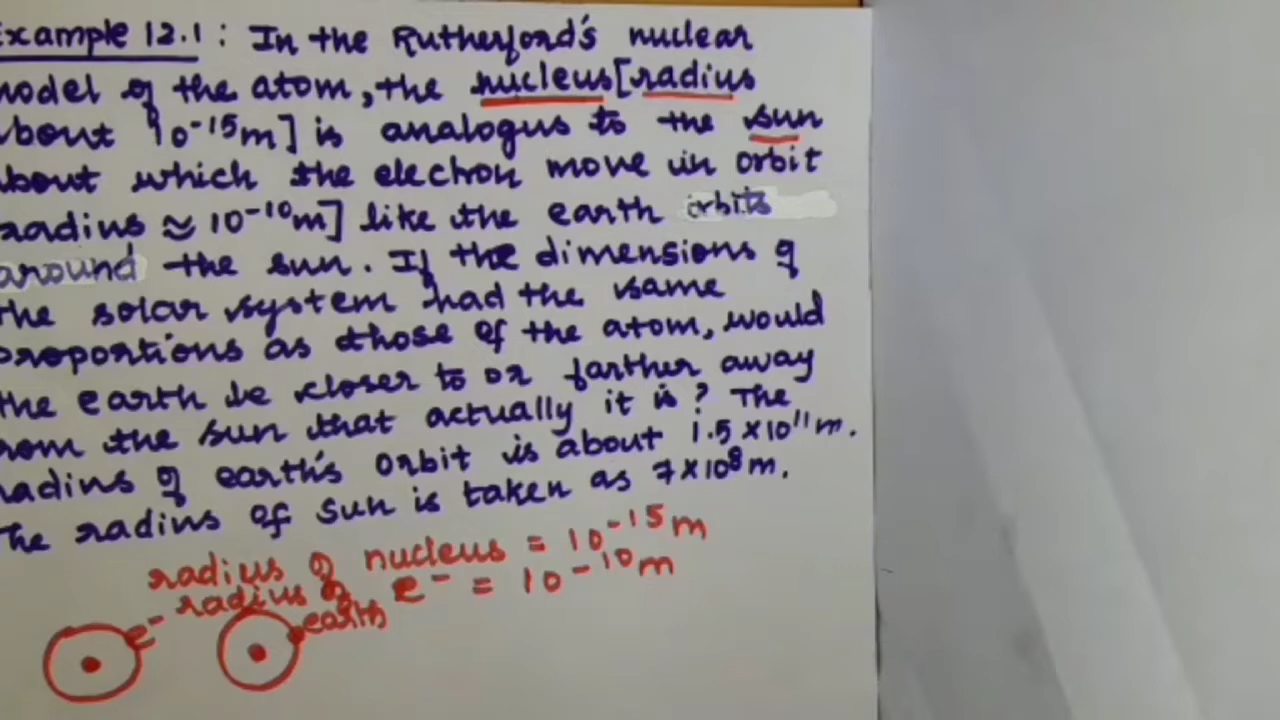 Example 12.1 : In the Rutherford's nuclear
model of the atom, the nucleus [radius
about 10⁻¹⁵m] is analogus to the sun
about which the electron move in orbit
radius ≈ 10⁻¹⁰m] like the earth orbits
around the sun. If the dimensions of
the solar system had the same
proportions as those of the atom, would
the earth be closer to or farther away
from the sun that actually it is? The
radius of earth's orbit is about 1.5 × 10¹¹m.
The radius of sun is taken as 7×10⁸m.
radius of nucleus = 10⁻¹⁵m
radius of e⁻ = 10⁻¹⁰m
e⁻ earth